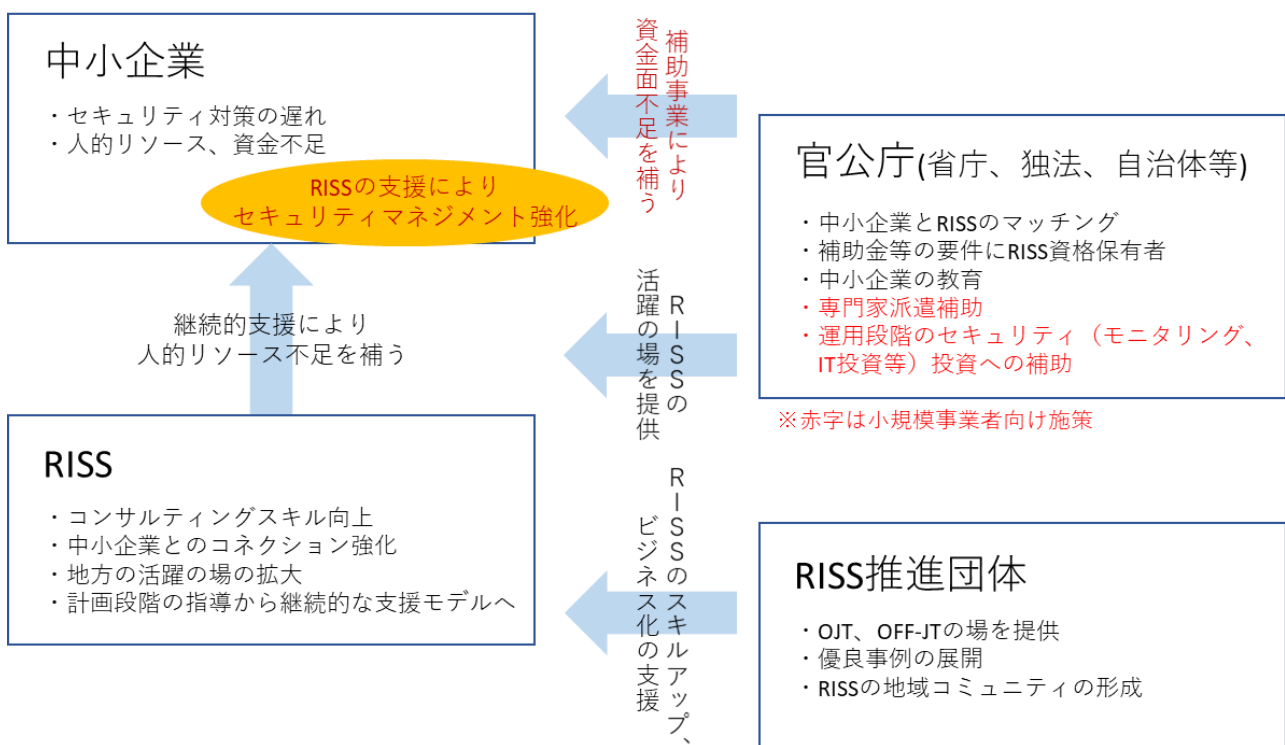 中小企業
・セキュリティ対策の遅れ
・人的リソース、資金不足
RISSの支援により
セキュリティマネジメント強化
補助事業により
資金面不足を補う
官公庁(省庁、独法、自治体等)
・中小企業とRISSのマッチング
・補助金等の要件にRISS資格保有者
・中小企業の教育
・専門家派遣補助
・運用段階のセキュリティ（モニタリング、
IT投資等）投資への補助
※赤字は小規模事業者向け施策
継続的支援により
人的リソース不足を補う
RISSの
活躍の場を提供
RISS
・コンサルティングスキル向上
・中小企業とのコネクション強化
・地方の活躍の場の拡大
・計画段階の指導から継続的な支援モデルへ
RISSのスキルアップ、
ビジネス化の支援
RISS推進団体
・OJT、OFF-JTの場を提供
・優良事例の展開
・RISSの地域コミュニティの形成